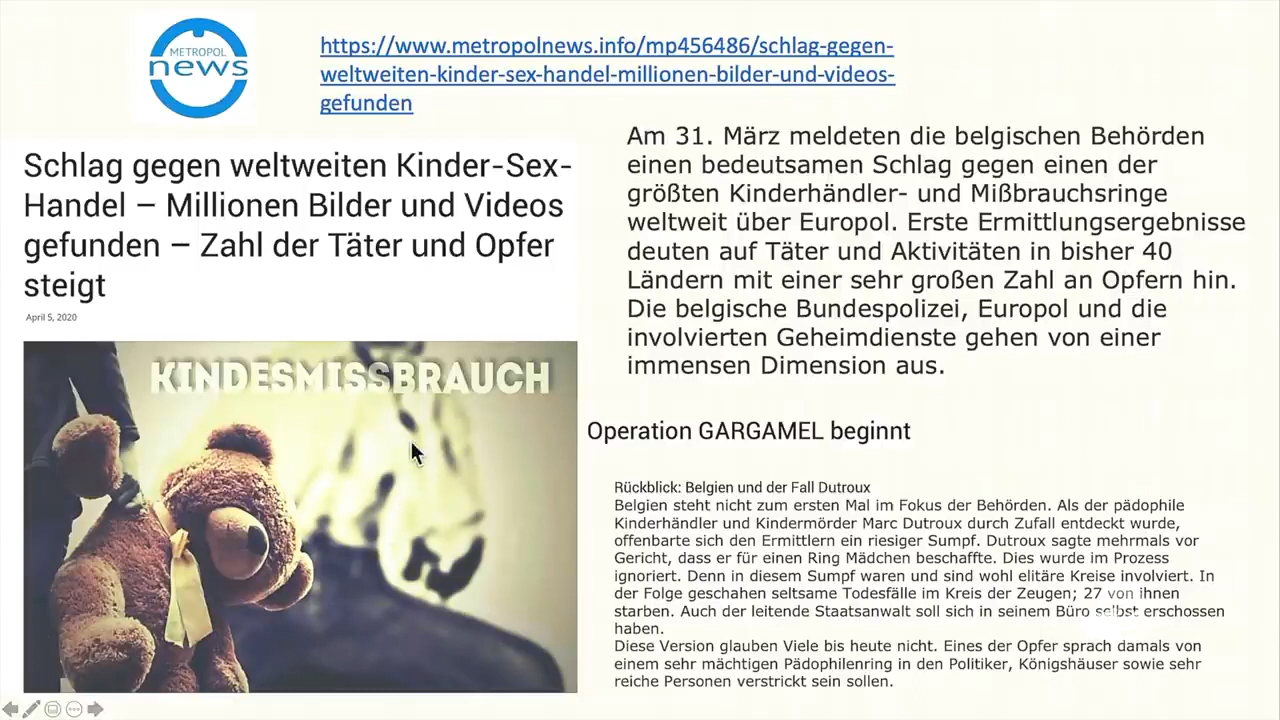 METROPOL
news
https://www.metropolnews.info/mp456486/schlag-gegen-
weltweiten-kinder-sex-handel-millionen-bilder-und-videos-
gefunden
Schlag gegen weltweiten Kinder-Sex-
Handel – Millionen Bilder und Videos
gefunden – Zahl der Täter und Opfer
steigt
April 5, 2020
KINDESMISSBRAUCH
Am 31. März meldeten die belgischen Behörden
einen bedeutsamen Schlag gegen einen der
größten Kinderhändler- und Mißbrauchsringe
weltweit über Europol. Erste Ermittlungsergebnisse
deuten auf Täter und Aktivitäten in bisher 40
Ländern mit einer sehr großen Zahl an Opfern hin.
Die belgische Bundespolizei, Europol und die
involvierten Geheimdienste gehen von einer
immensen Dimension aus.
Operation GARGAMEL beginnt
Rückblick: Belgien und der Fall Dutroux
Belgien steht nicht zum ersten Mal im Fokus der Behörden. Als der pädophile
Kinderhändler und Kindermörder Marc Dutroux durch Zufall entdeckt wurde,
offenbarte sich den Ermittlern ein riesiger Sumpf. Dutroux sagte mehrmals vor
Gericht, dass er für einen Ring Mädchen beschaffte. Dies wurde im Prozess
ignoriert. Denn in diesem Sumpf waren und sind wohl elitäre Kreise involviert. In
der Folge geschahen seltsame Todesfälle im Kreis der Zeugen; 27 von ihnen
starben. Auch der leitende Staatsanwalt soll sich in seinem Büro selbst erschossen
haben.
Diese Version glauben Viele bis heute nicht. Eines der Opfer sprach damals von
einem sehr mächtigen Pädophilenring in den Politiker, Königshäuser sowie sehr
reiche Personen verstrickt sein sollen.